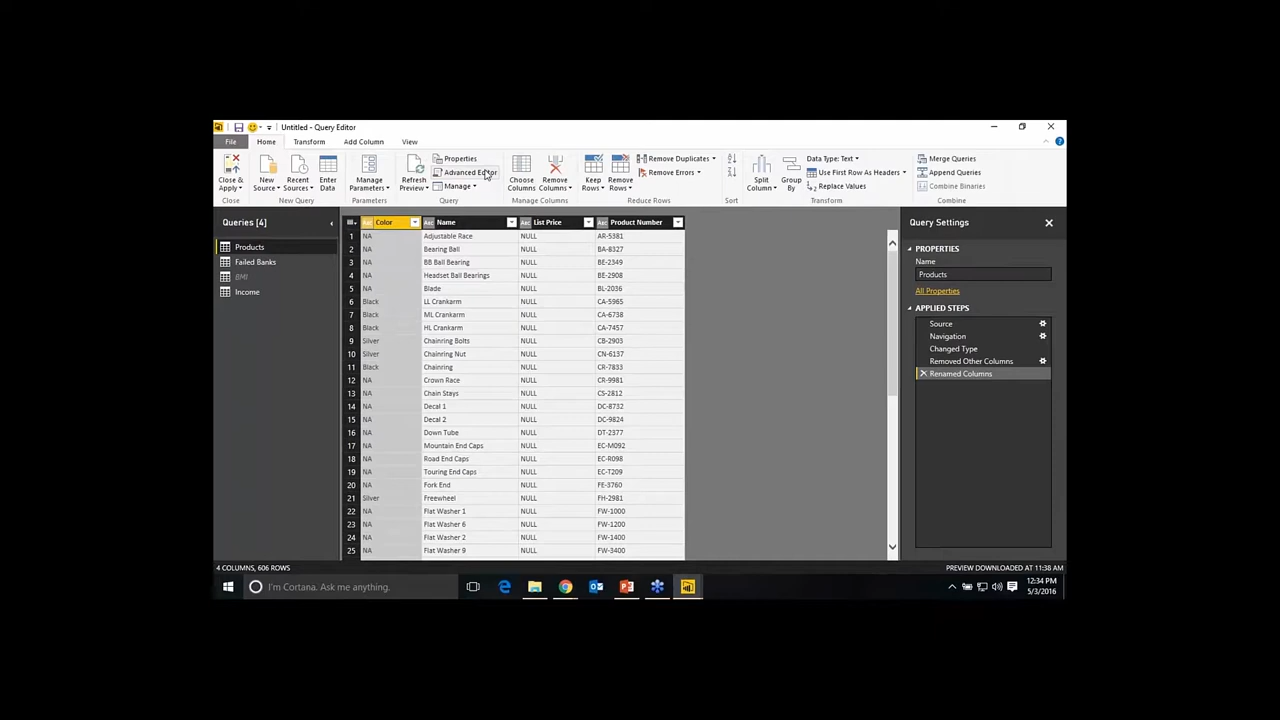 Untitled - Query Editor
File Home Transform Add Column View
Close & Apply
New Source
Recent Sources
Enter Data
Manage Parameters
Refresh Preview
Properties
Advanced Editor
Manage
Choose Columns
Remove Columns
Keep Rows
Remove Rows
Remove Duplicates
Remove Errors
Split Column
Group By
Data Type: Text
Use First Row As Headers
Replace Values
Merge Queries
Append Queries
Combine Binaries
Close New Query Parameters Query Manage Columns Reduce Rows Sort Transform Combine
Queries [4]
Products
Failed Banks
BMI
Income
Color Name List Price Product Number
1 NA Adjustable Race NULL AR-5381
2 NA Bearing Ball NULL BA-8327
3 NA BB Ball Bearing NULL BE-2349
4 NA Headset Ball Bearings NULL BE-2908
5 NA Blade NULL BL-2036
6 Black LL Crankarm NULL CA-5965
7 Black ML Crankarm NULL CA-6738
8 Black HL Crankarm NULL CA-7457
9 Silver Chainring Bolts NULL CB-2903
10 Silver Chainring Nut NULL CN-6137
11 Black Chainring NULL CR-7833
12 NA Crown Race NULL CR-9981
13 NA Chain Stays NULL CS-2812
14 NA Decal 1 NULL DC-8732
15 NA Decal 2 NULL DC-9824
16 NA Down Tube NULL DT-2377
17 NA Mountain End Caps NULL EC-M092
18 NA Road End Caps NULL EC-R098
19 NA Touring End Caps NULL EC-T209
20 NA Fork End NULL FE-3760
21 Silver Freewheel NULL FH-2981
22 NA Flat Washer 1 NULL FW-1000
23 NA Flat Washer 6 NULL FW-1200
24 NA Flat Washer 2 NULL FW-1400
25 NA Flat Washer 9 NULL FW-3400
Query Settings
PROPERTIES
Name
Products
All Properties
APPLIED STEPS
Source
Navigation
Changed Type
Removed Other Columns
Renamed Columns
4 COLUMNS, 606 ROWS
PREVIEW DOWNLOADED AT 11:38 AM
I'm Cortana. Ask me anything.
12:34 PM
5/3/2016